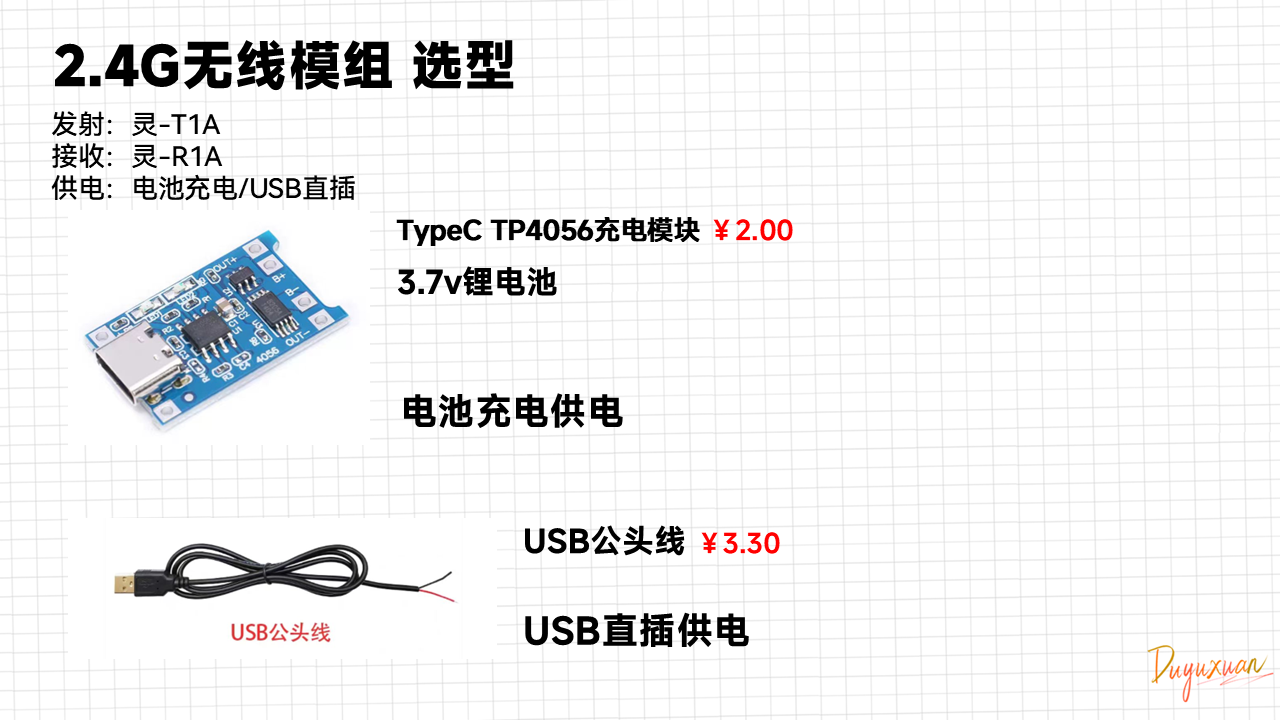 2.4G无线模组 选型
发射：灵-T1A
接收：灵-R1A
供电：电池充电/USB直插
TypeC TP4056充电模块 ￥2.00
3.7v锂电池
OUT+
B+
B-
OUT-
R1
R2
R3
4056
电池充电供电
USB公头线 ￥3.30
USB公头线
USB直插供电
Duyuxuan